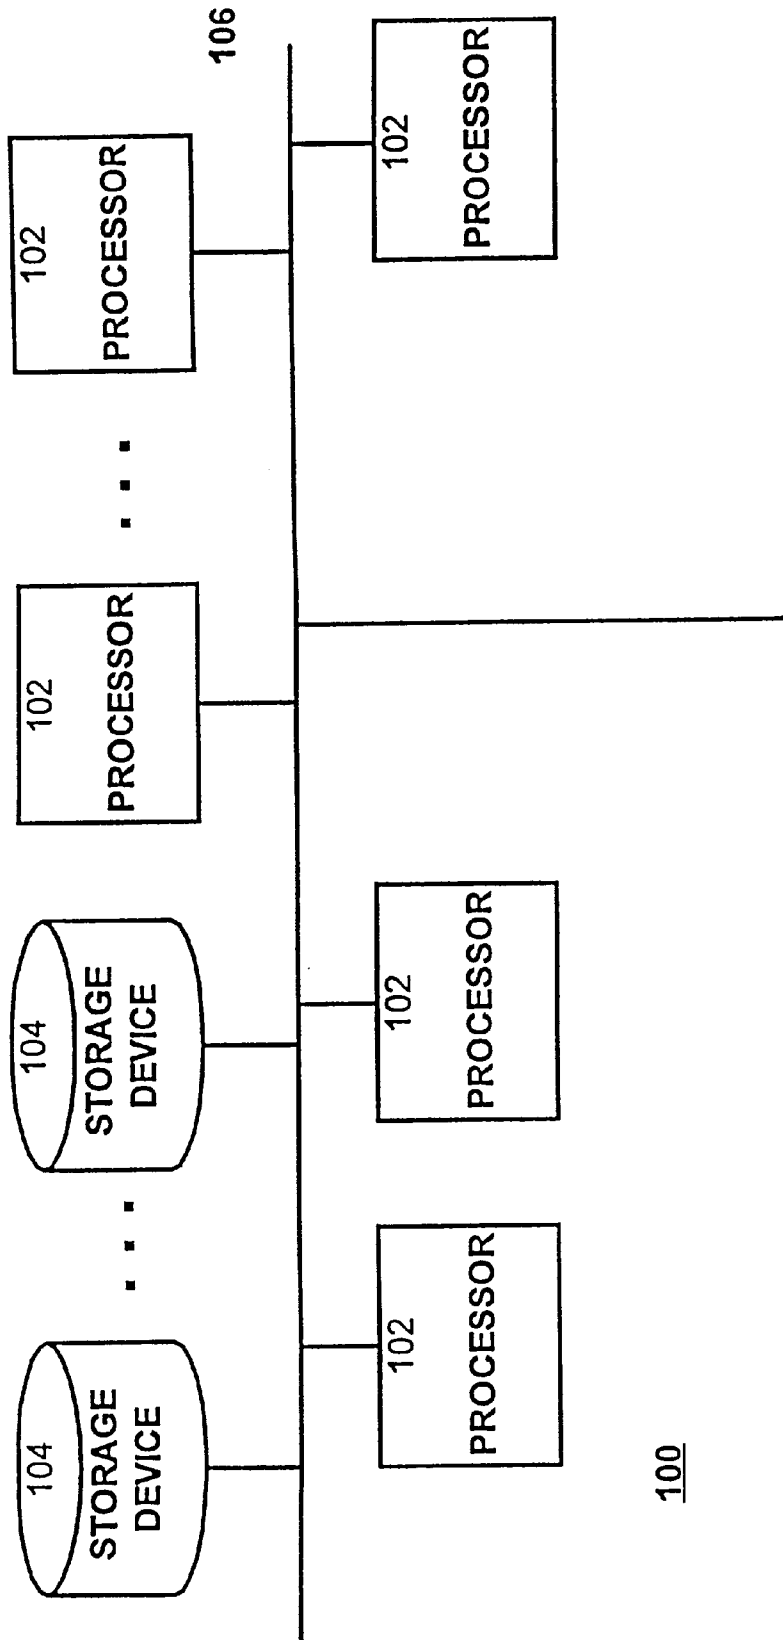 104
STORAGE
DEVICE
. . .
104
STORAGE
DEVICE
102
PROCESSOR
. . .
102
PROCESSOR
106
102
PROCESSOR
102
PROCESSOR
102
PROCESSOR
100